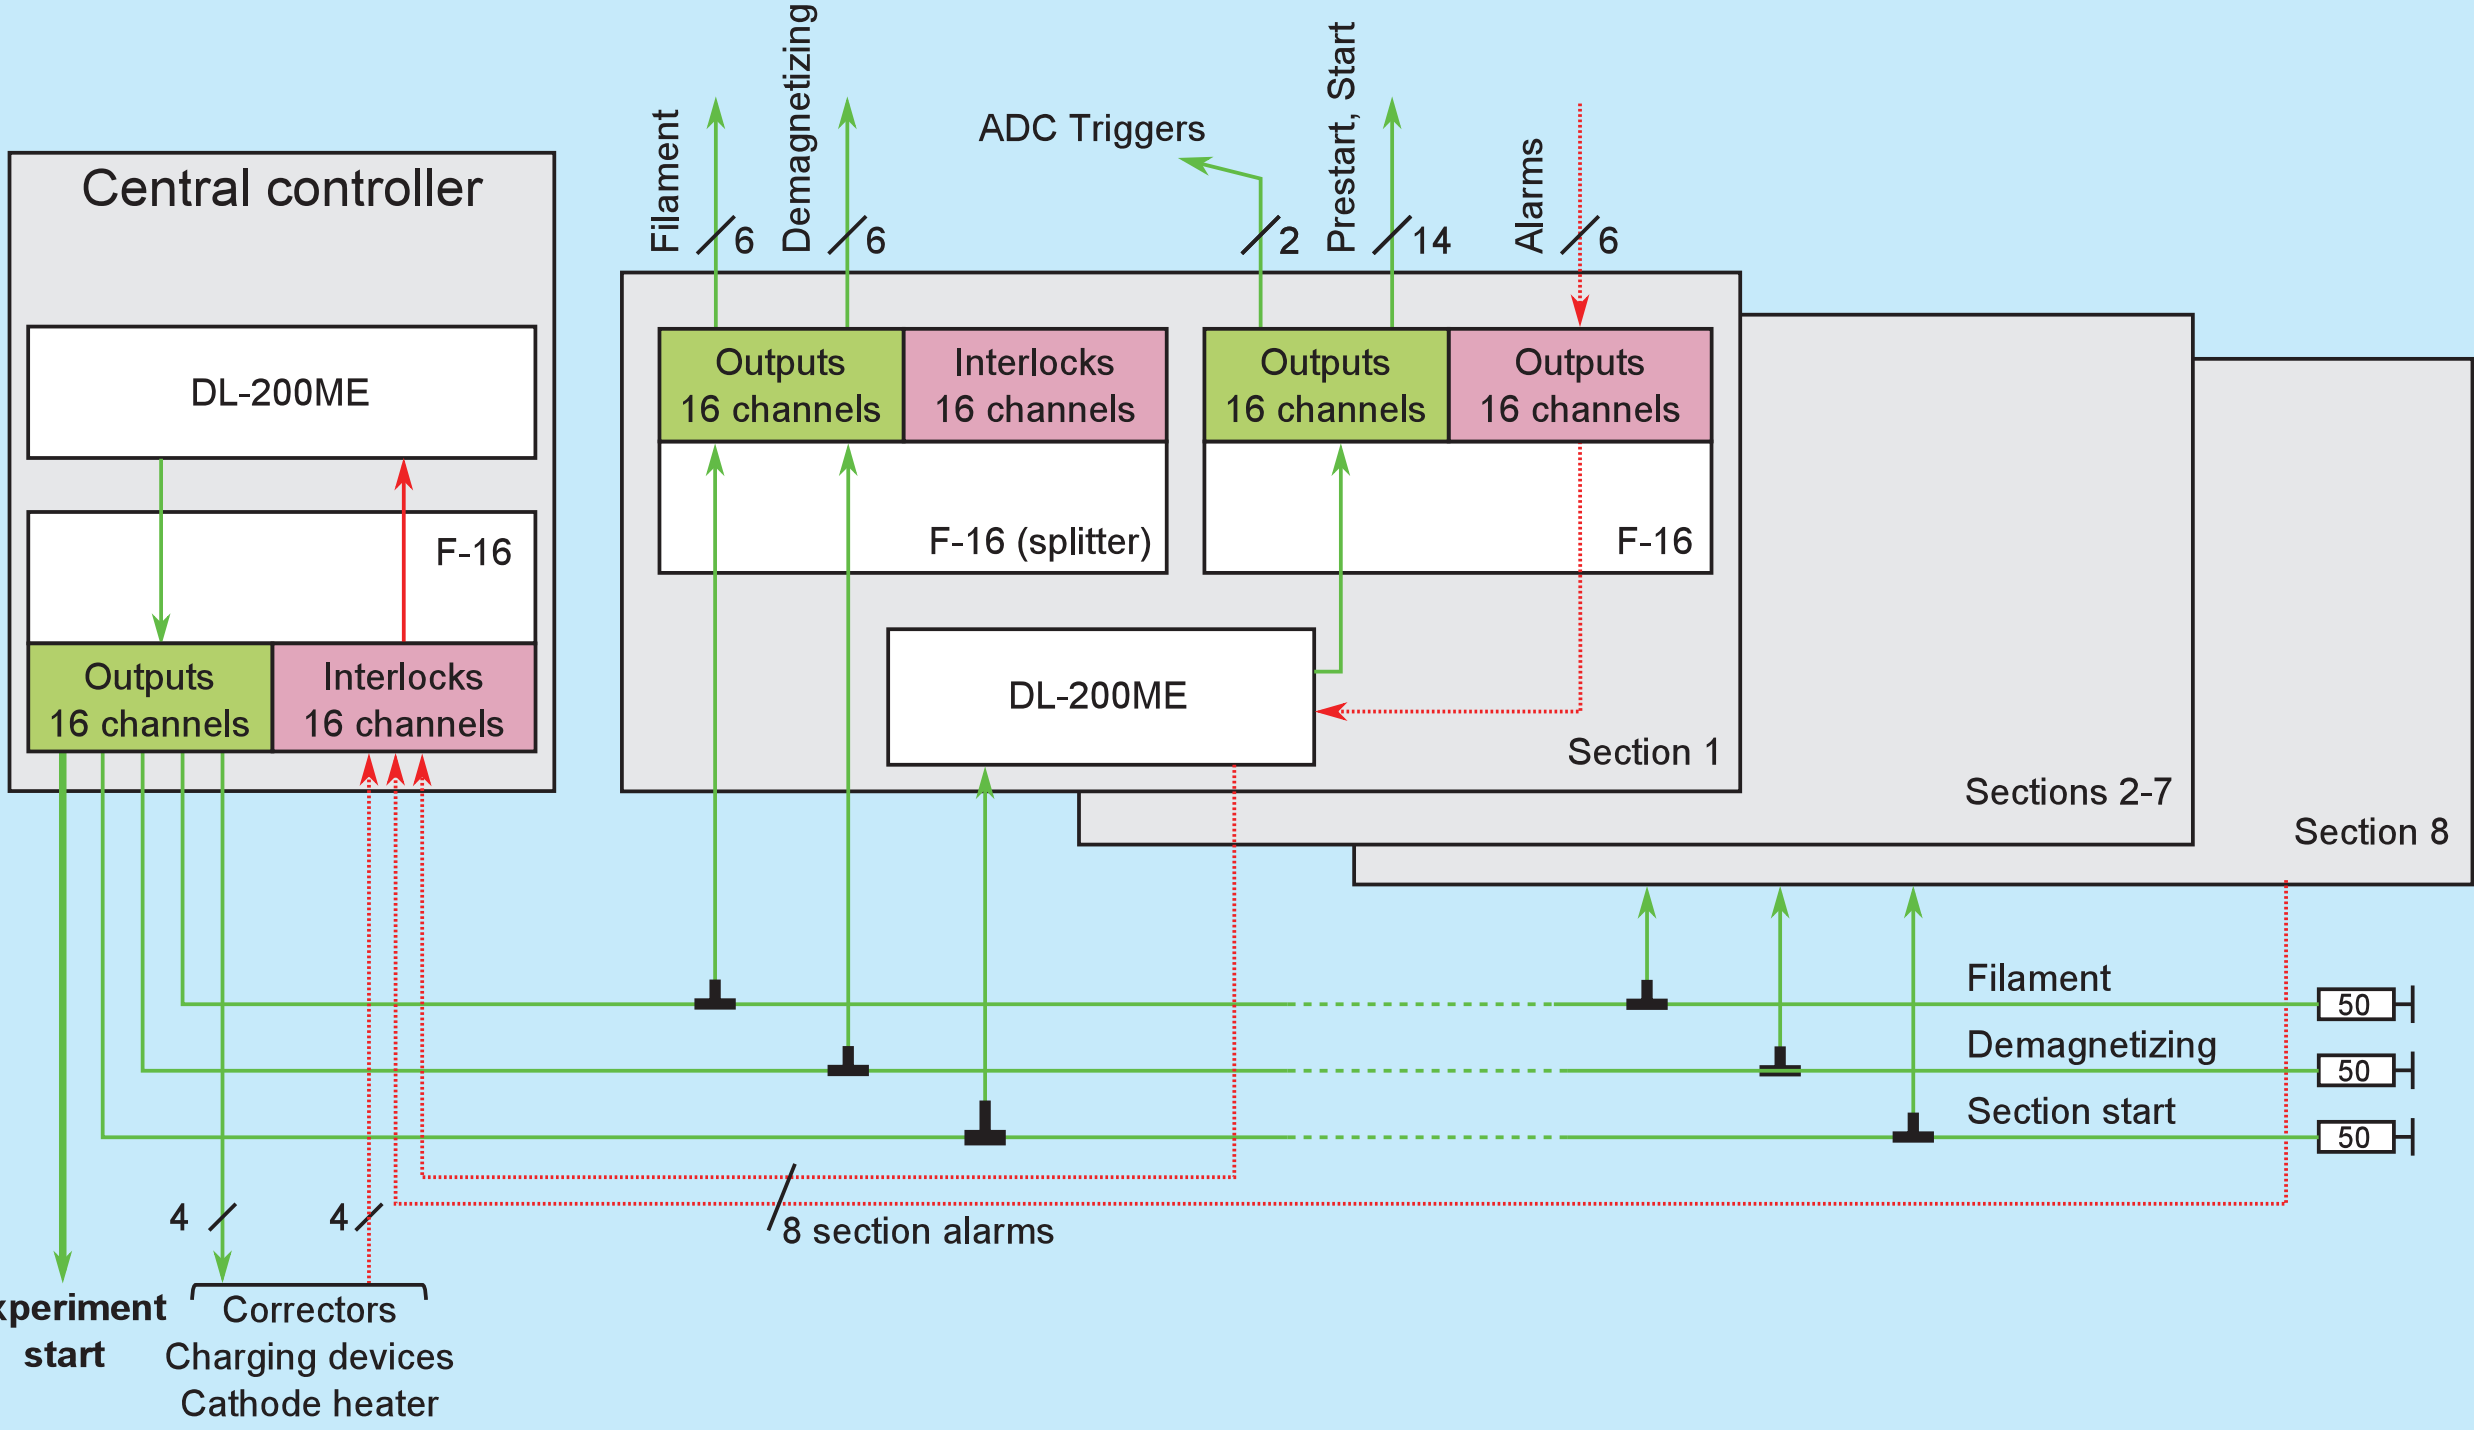 Central controller
DL-200ME
F-16
Outputs
16 channels
Interlocks
16 channels
Filament
6
Demagnetizing
6
ADC Triggers
2
Prestart, Start
14
Alarms
6
Outputs
16 channels
Interlocks
16 channels
F-16 (splitter)
Outputs
16 channels
Outputs
16 channels
F-16
DL-200ME
Section 1
Sections 2-7
Section 8
Filament
50
Demagnetizing
50
Section start
50
8 section alarms
4
4
xperiment
start
Correctors
Charging devices
Cathode heater